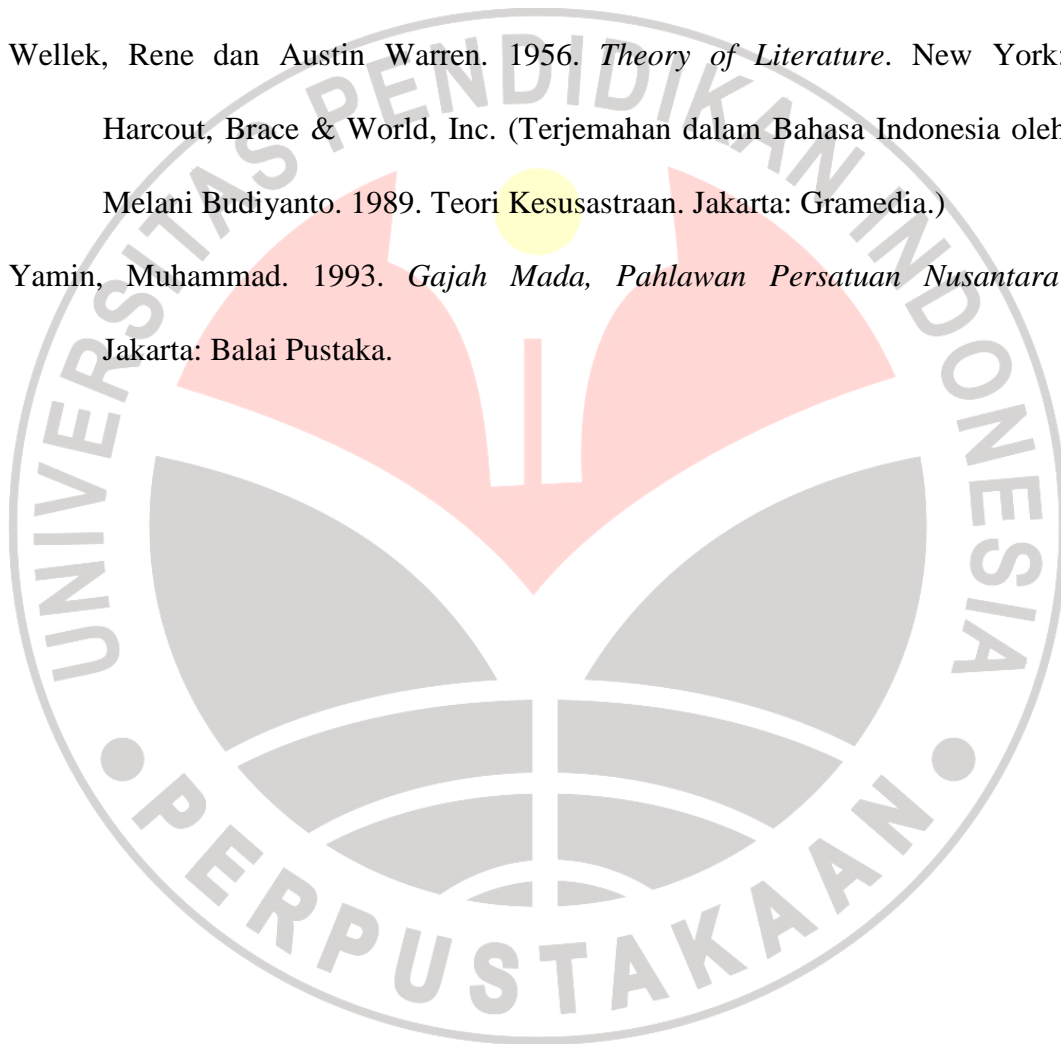 Wellek, Rene dan Austin Warren. 1956. Theory of Literature. New York:
Harcout, Brace & World, Inc. (Terjemahan dalam Bahasa Indonesia oleh
Melani Budiyanto. 1989. Teori Kesusastraan. Jakarta: Gramedia.)
Yamin, Muhammad. 1993. Gajah Mada, Pahlawan Persatuan Nusantara
Jakarta: Balai Pustaka.
UNIVERSITAS PENDIDIKAN INDONESIA
PERPUSTAKAAN